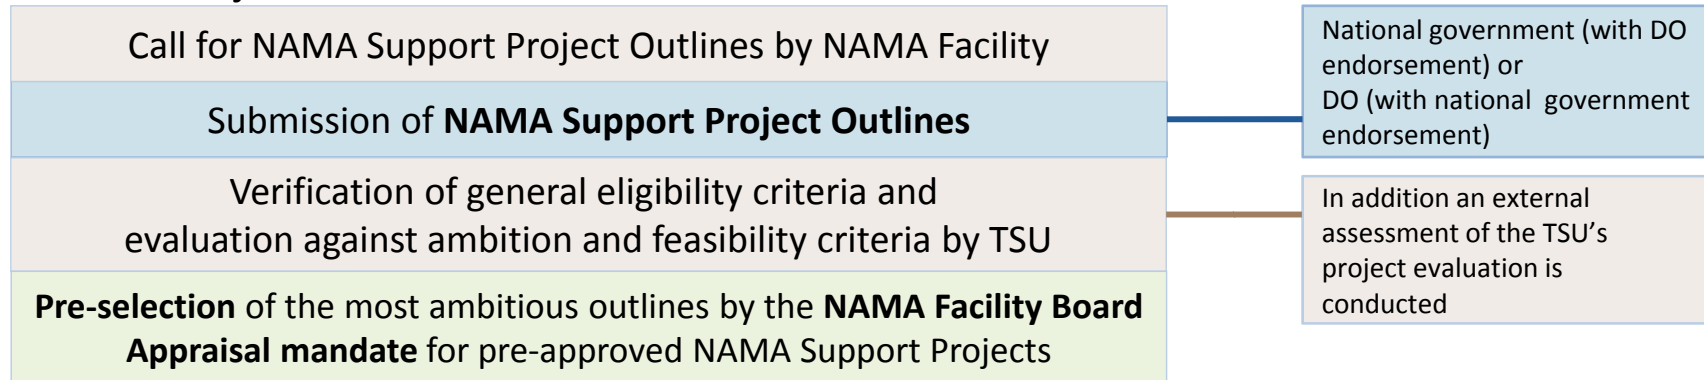 Call for NAMA Support Project Outlines by NAMA Facility
Submission of NAMA Support Project Outlines
Verification of general eligibility criteria and
evaluation against ambition and feasibility criteria by TSU
Pre-selection of the most ambitious outlines by the NAMA Facility Board
Appraisal mandate for pre-approved NAMA Support Projects
National government (with DO
endorsement) or
DO (with national government
endorsement)
In addition an external
assessment of the TSU’s
project evaluation is
conducted